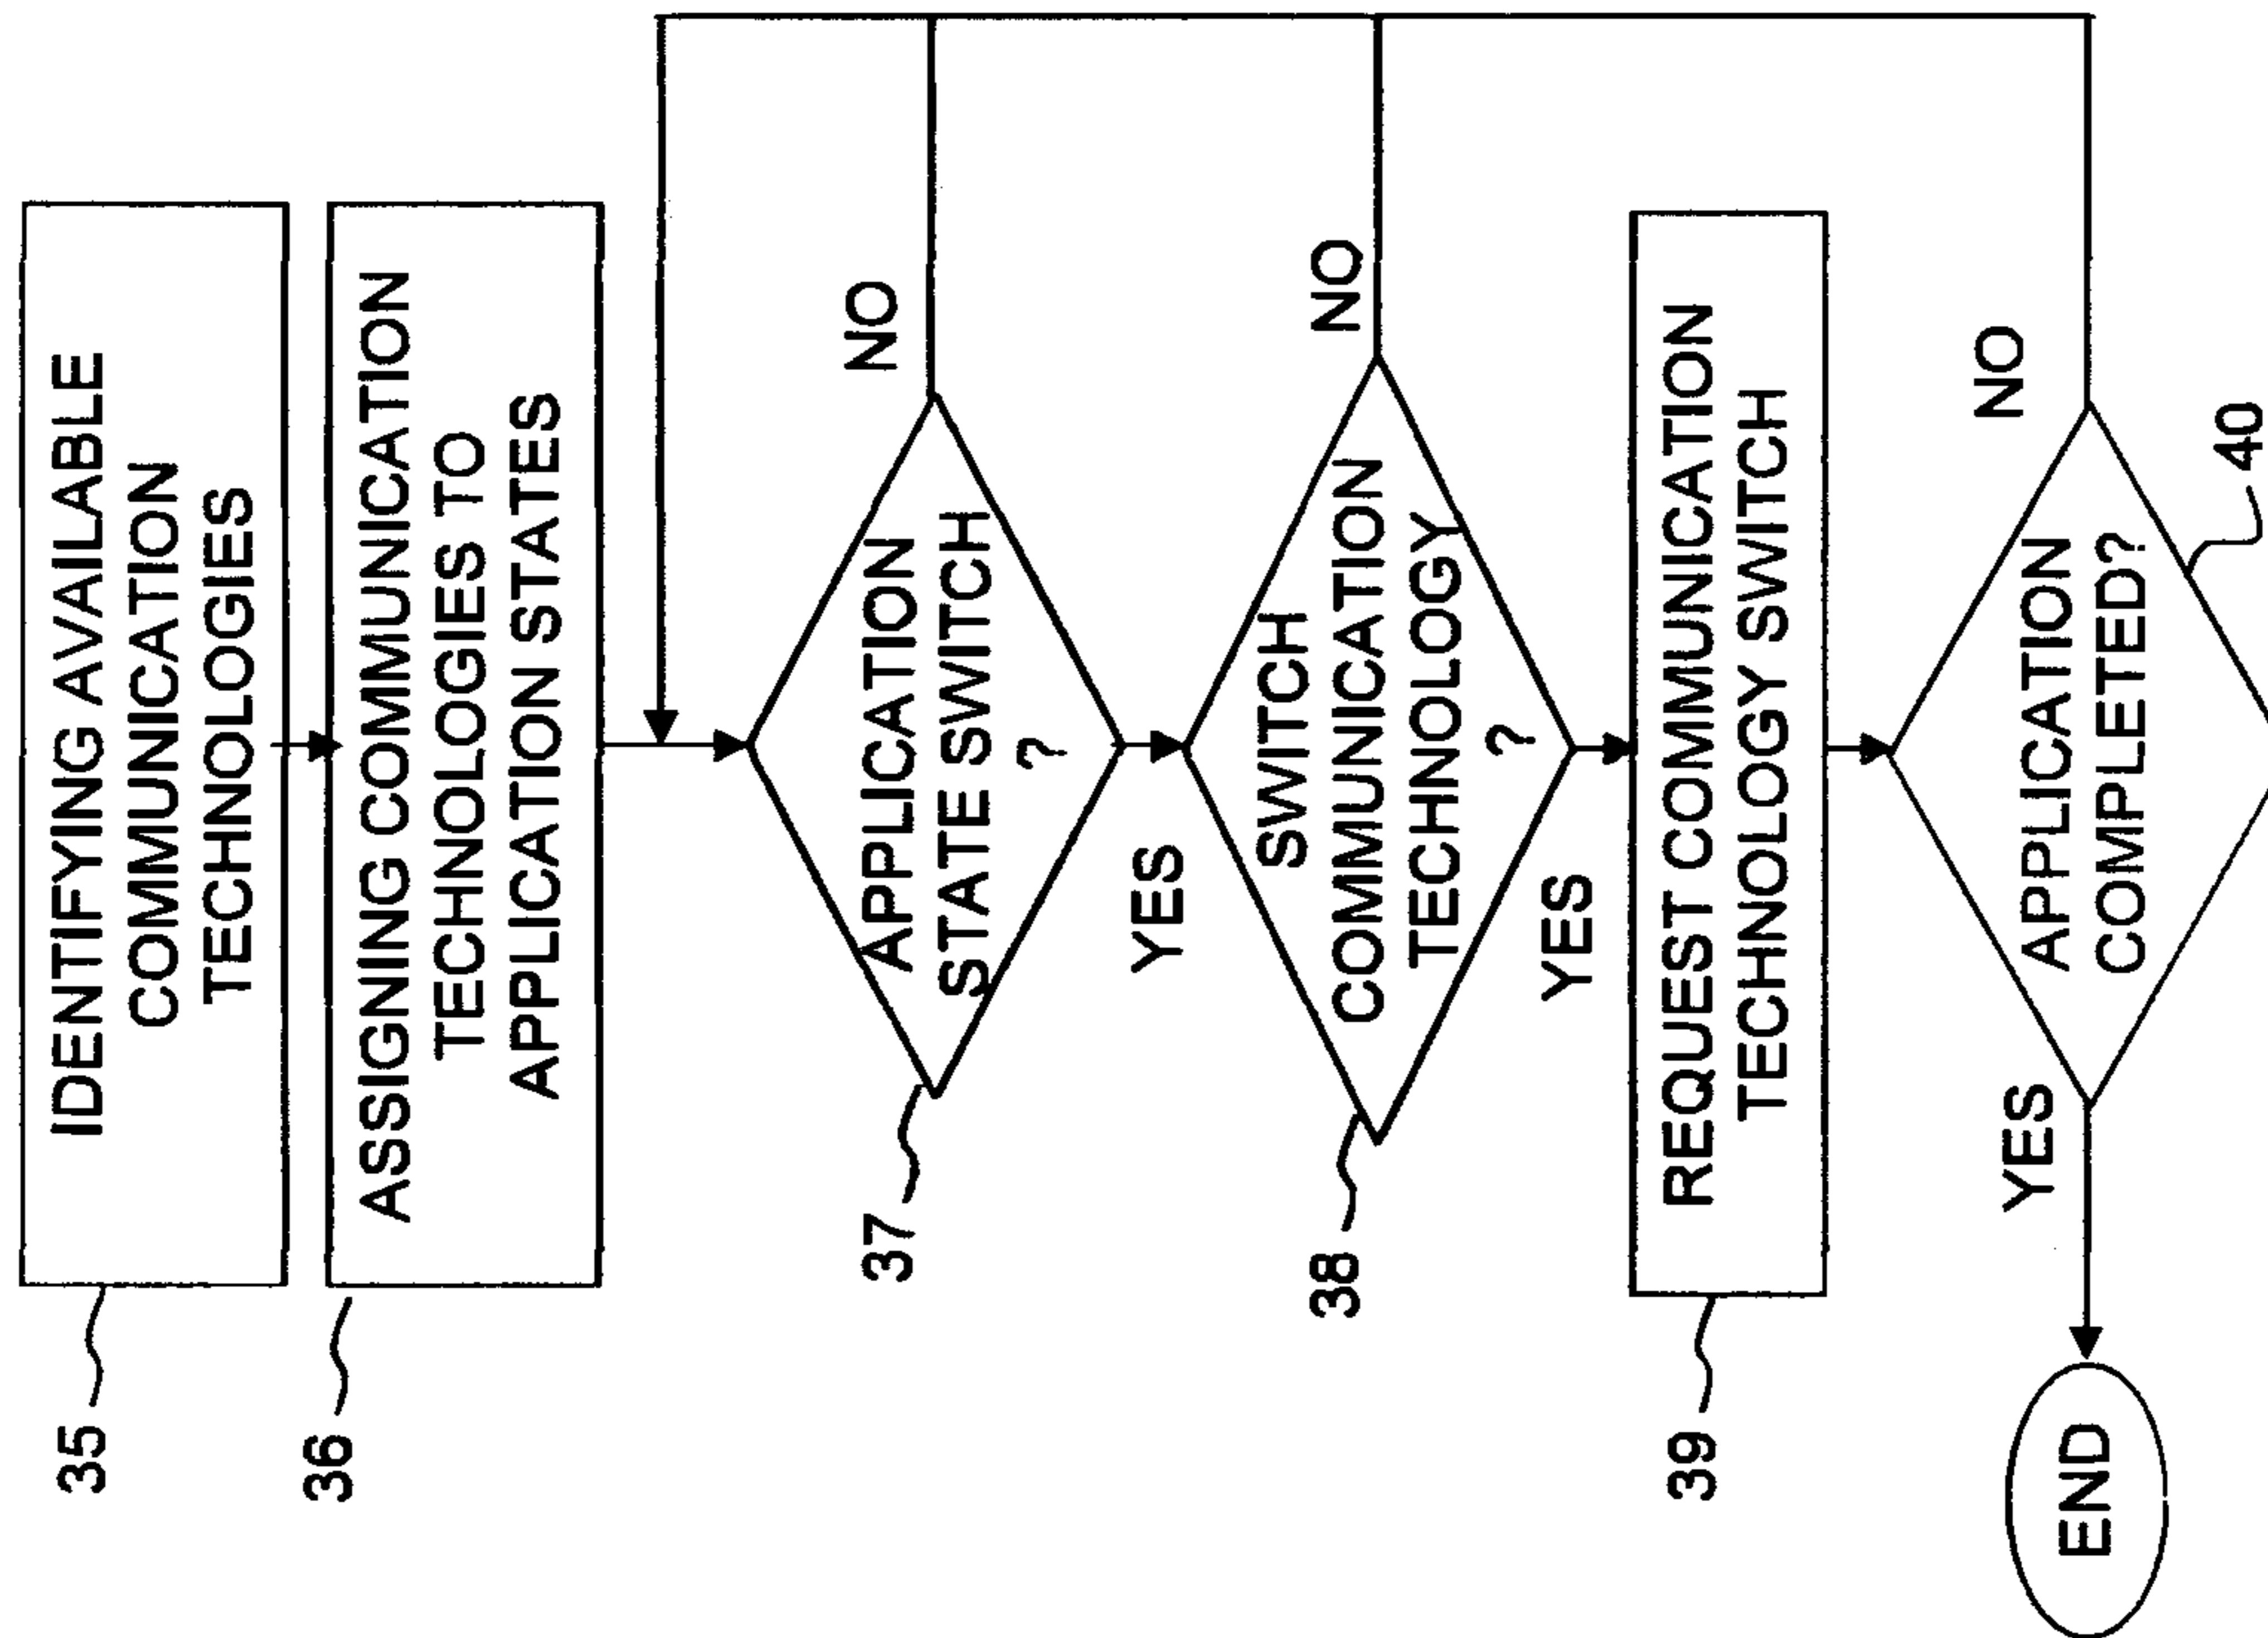 35
IDENTIFYING AVAILABLE
COMMUNICATION
TECHNOLOGIES
36
ASSIGNING COMMUNICATION
TECHNOLOGIES TO
APPLICATION STATES
37
APPLICATION
STATE SWITCH
?
NO
YES
38
SWITCH
COMMUNICATION
TECHNOLOGY
?
NO
YES
39
REQUEST COMMUNICATION
TECHNOLOGY SWITCH
APPLICATION
COMPLETED?
NO
YES
40
END